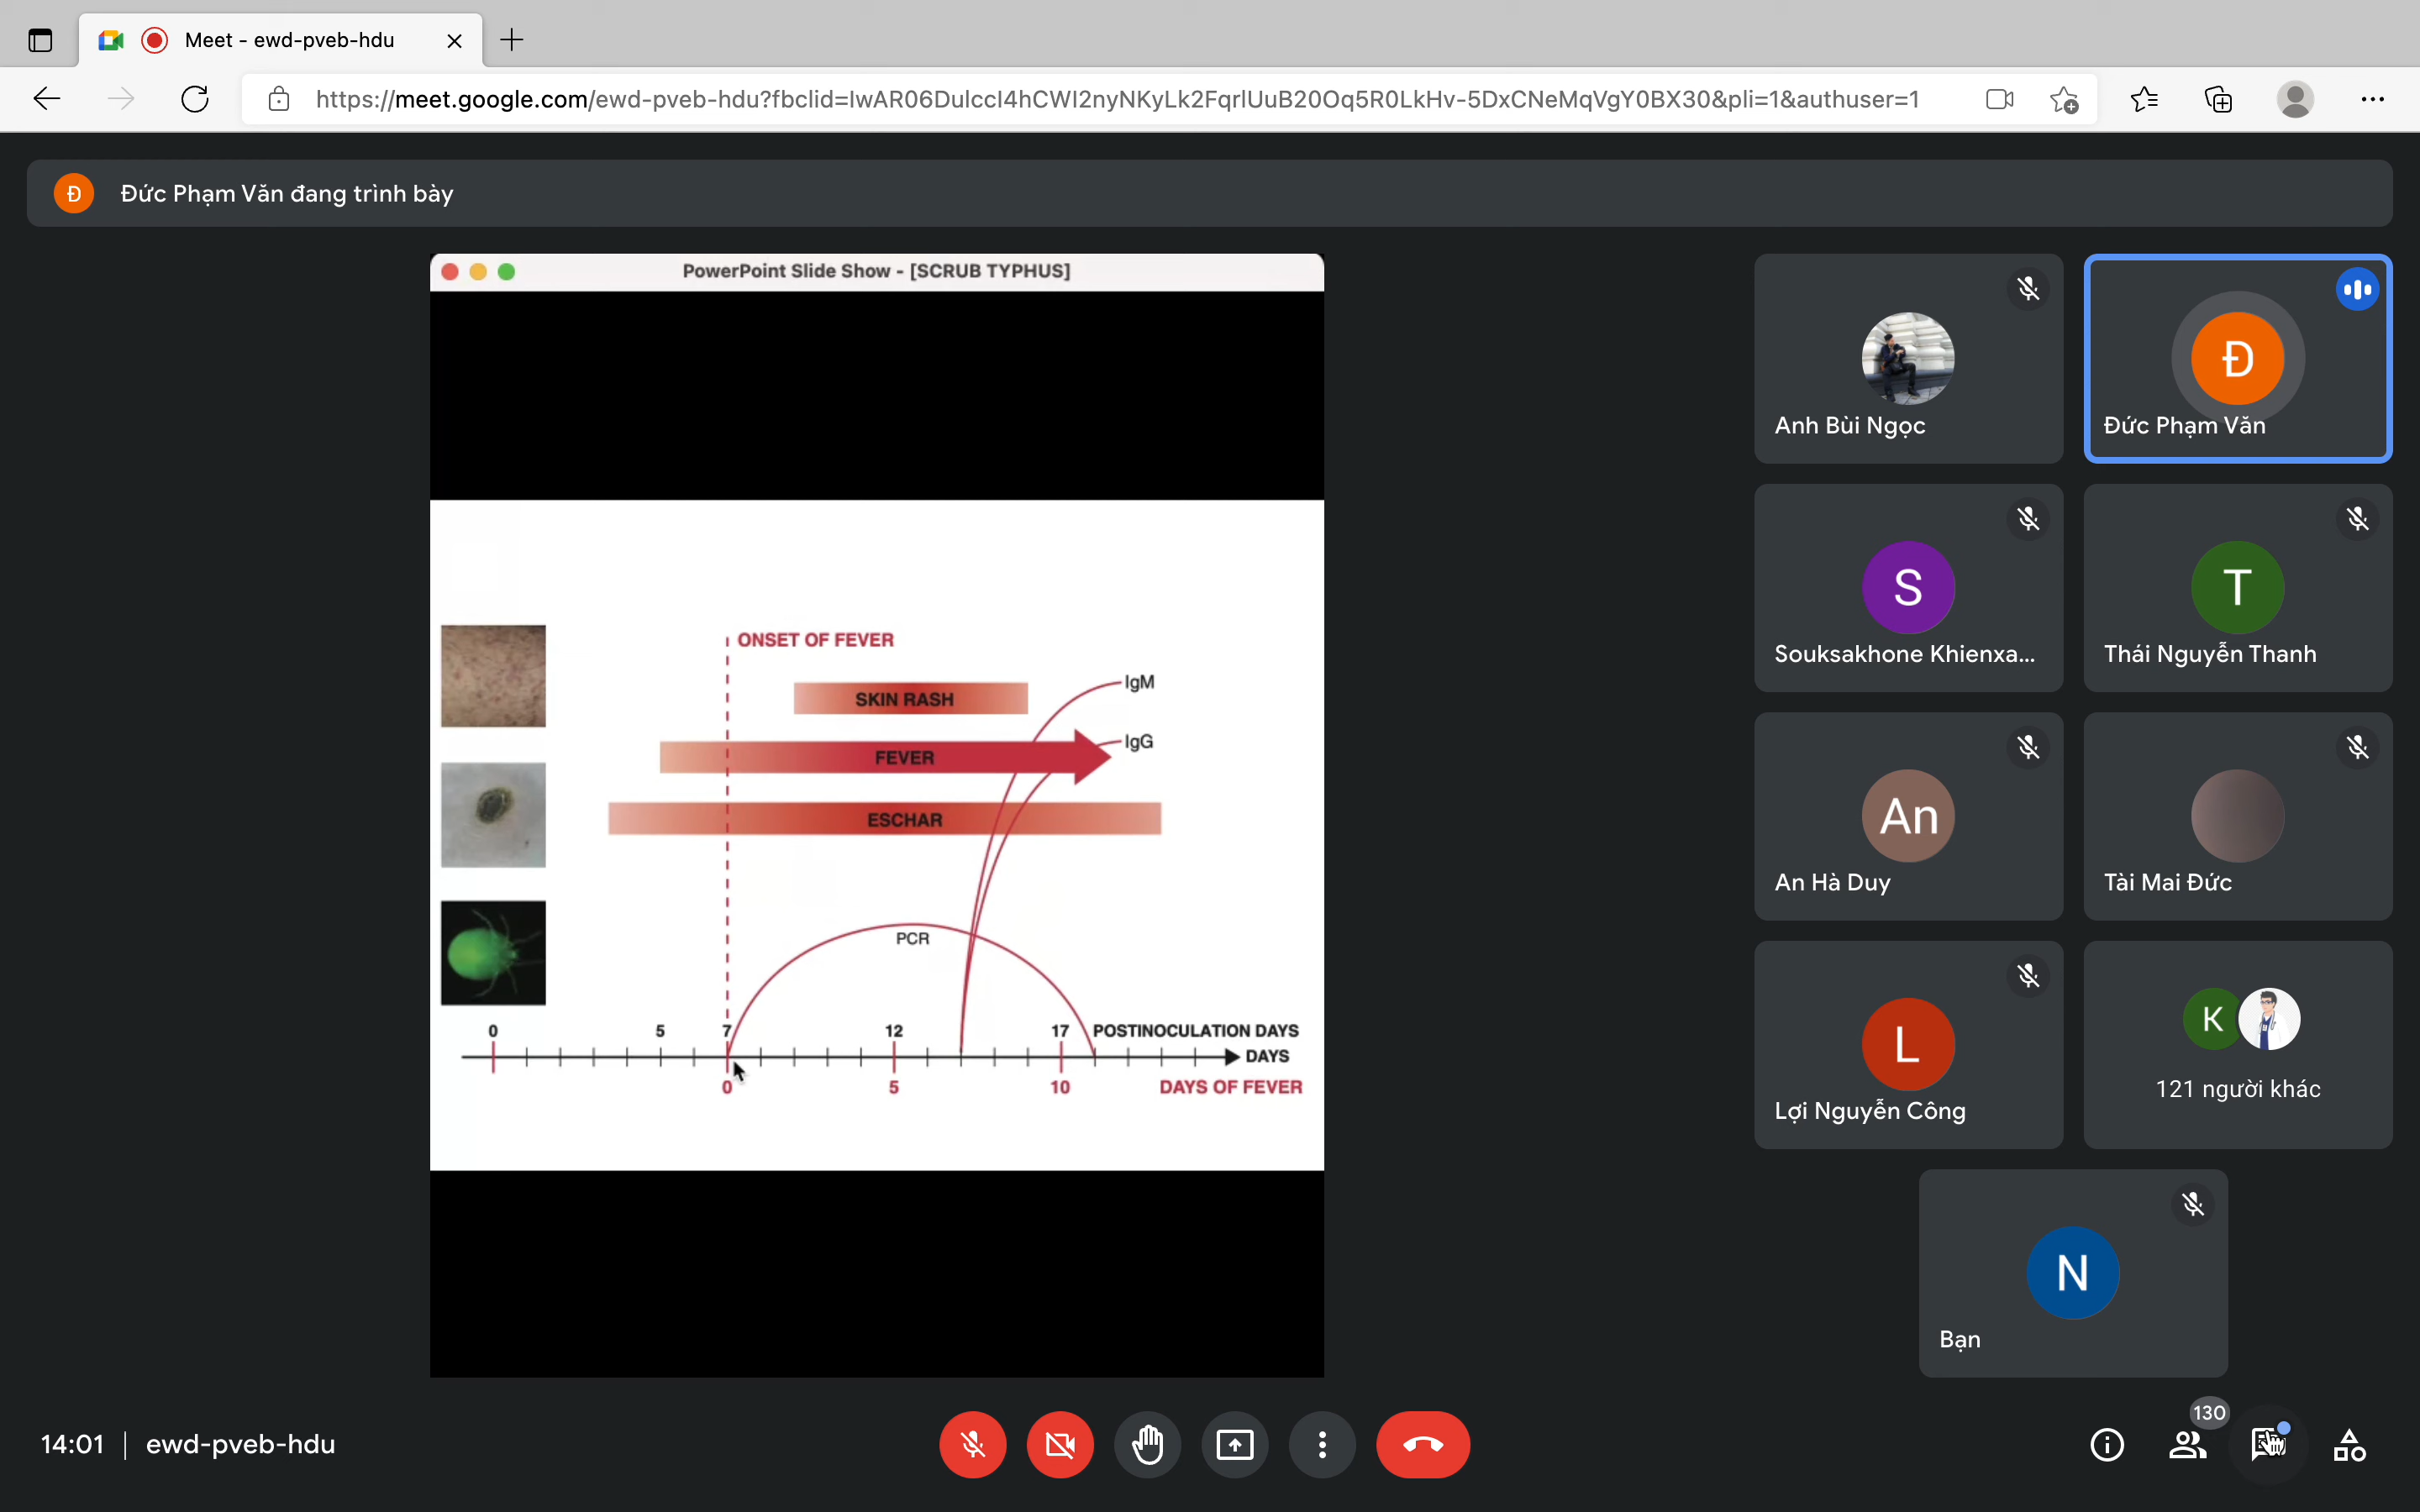 Meet - ewd-pveb-hdu
https://meet.google.com/ewd-pveb-hdu?fbclid=IwAR06DulccI4hCWI2nyNKyLk2FqrIUuB20Oq5R0LkHv-5DxCNeMqVgY0BX30&pli=1&authuser=1
Đ Đức Phạm Văn đang trình bày
PowerPoint Slide Show - [SCRUB TYPHUS]
ONSET OF FEVER
SKIN RASH
IgM
IgG
FEVER
ESCHAR
PCR
0 5 7 12 17 POSTINOCULATION DAYS
DAYS
0 5 10 DAYS OF FEVER
Anh Bùi Ngọc
Đ
Đức Phạm Văn
S
Souksakhone Khienxa...
T
Thái Nguyễn Thanh
An
An Hà Duy
Tài Mai Đức
L
Lợi Nguyễn Công
K
121 người khác
N
Bạn
14:01 | ewd-pveb-hdu
130